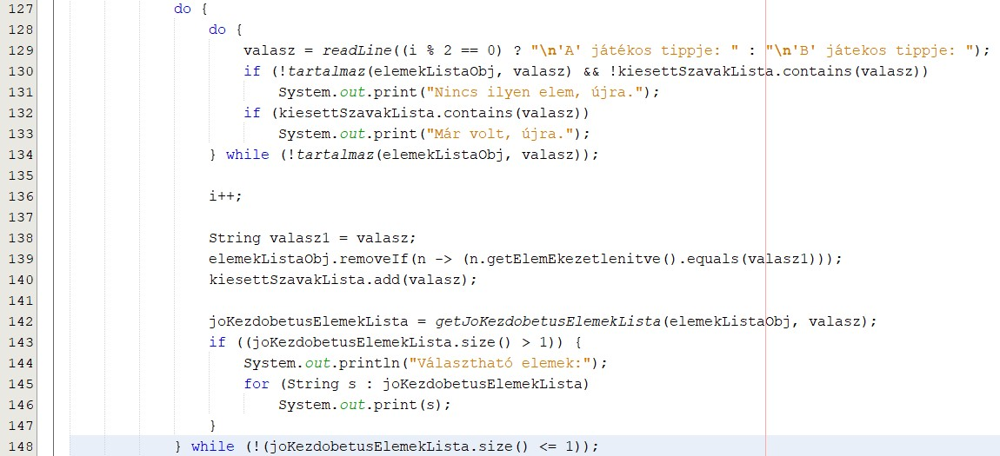 127 do {
128 do {
129 valasz = readLine((i % 2 == 0) ? "\n'A' játékos tippje: " : "\n'B' játekos tippje: ");
130 if (!tartalmaz(elemekListaObj, valasz) && !kiesettSzavakLista.contains(valasz))
131 System.out.print("Nincs ilyen elem, újra.");
132 if (kiesettSzavakLista.contains(valasz))
133 System.out.print("Már volt, újra.");
134 } while (!tartalmaz(elemekListaObj, valasz));
135
136 i++;
137
138 String valasz1 = valasz;
139 elemekListaObj.removeIf(n -> (n.getElemEkezetlenitve().equals(valasz1)));
140 kiesettSzavakLista.add(valasz);
141
142 joKezdobetusElemekLista = getJoKezdobetusElemekLista(elemekListaObj, valasz);
143 if ((joKezdobetusElemekLista.size() > 1)) {
144 System.out.println("Választható elemek:");
145 for (String s : joKezdobetusElemekLista)
146 System.out.print(s);
147 }
148 } while (!(joKezdobetusElemekLista.size() <= 1));